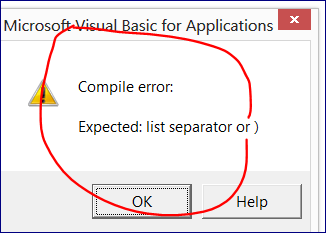 Microsoft Visual Basic for Applications
Compile error:
Expected: list separator or )
OK
Help